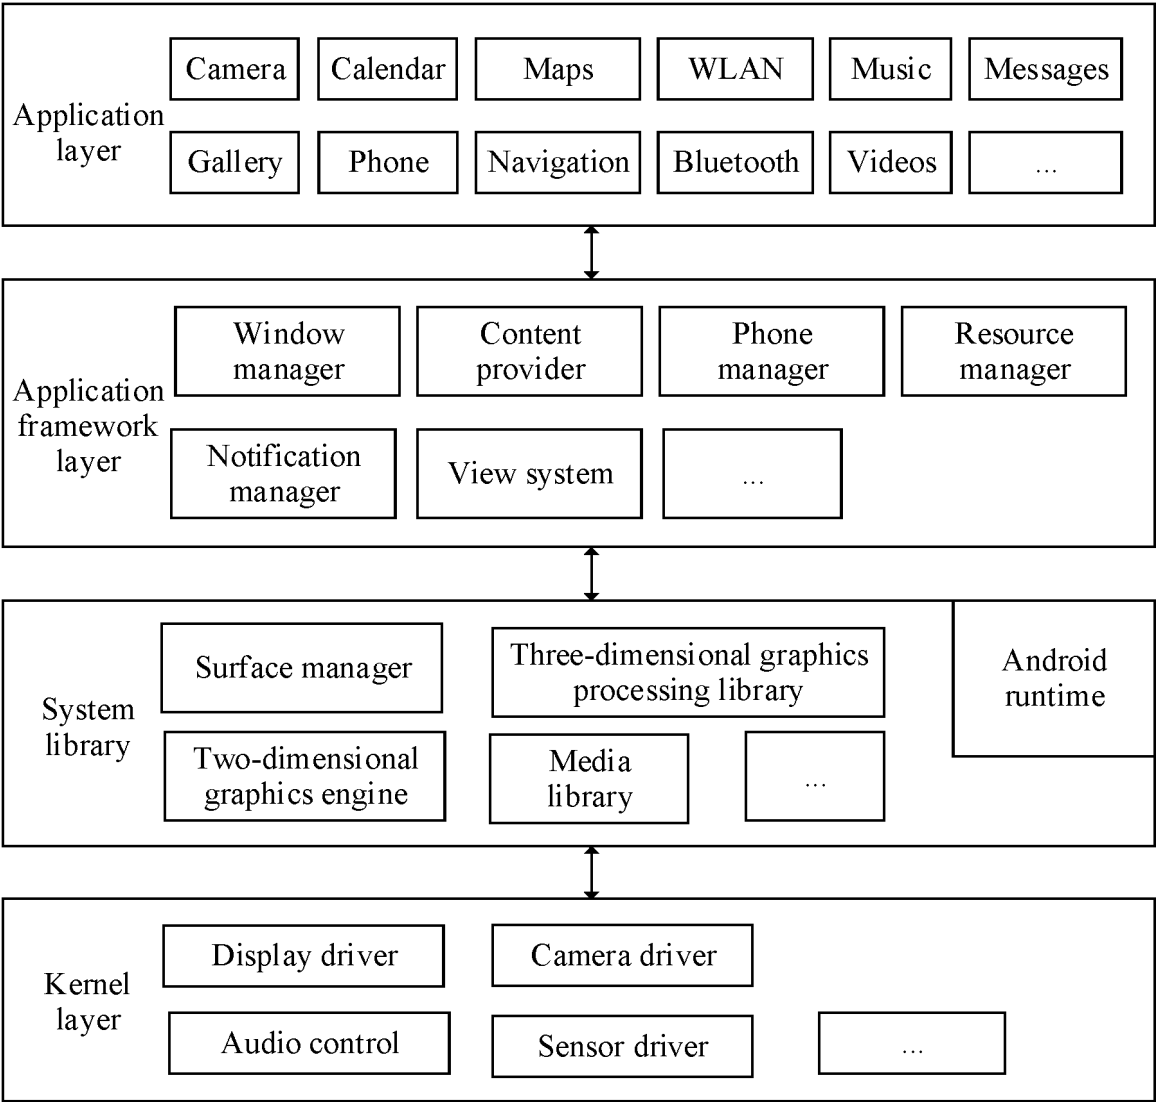 Application
layer
Camera
Calendar
Maps
WLAN
Music
Messages
Gallery
Phone
Navigation
Bluetooth
Videos
...
Application
framework
layer
Window
manager
Content
provider
Phone
manager
Resource
manager
Notification
manager
View system
...
System
library
Surface manager
Three-dimensional graphics
processing library
Android
runtime
Two-dimensional
graphics engine
Media
library
...
Kernel
layer
Display driver
Camera driver
Audio control
Sensor driver
...